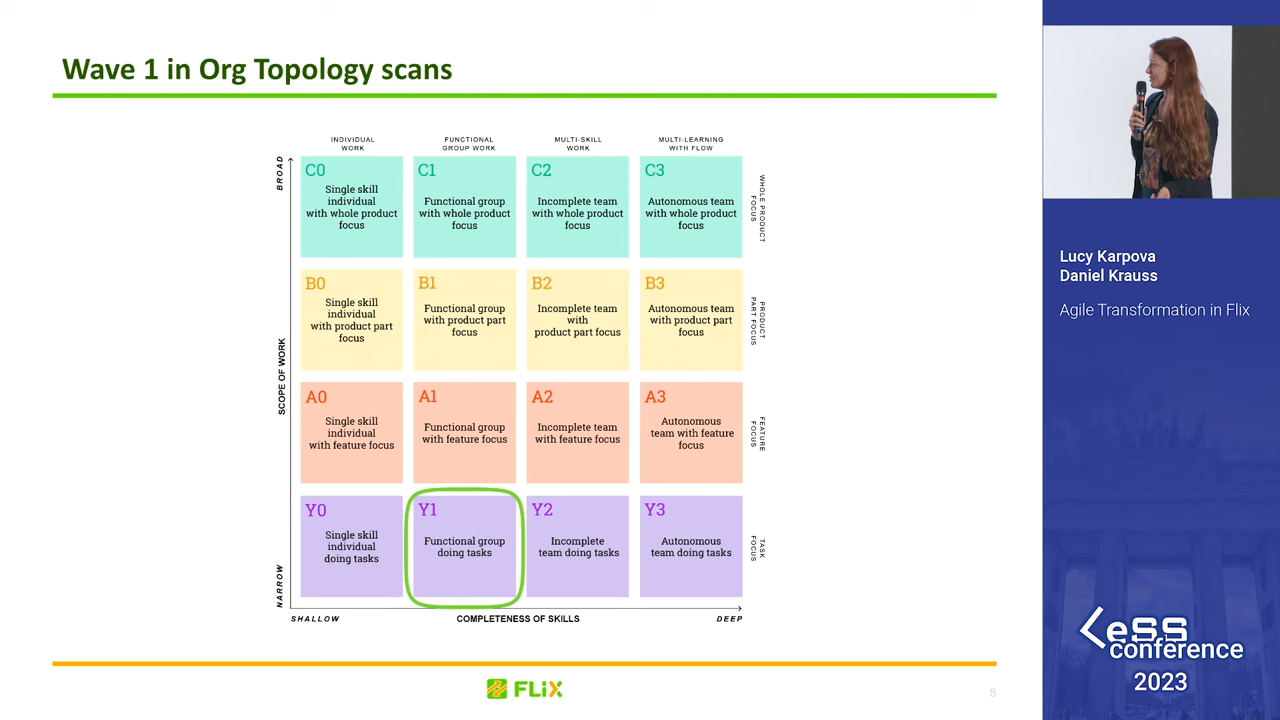 Wave 1 in Org Topology scans
INDIVIDUAL
WORK
FUNCTIONAL
GROUP WORK
MULTI-SKILL
WORK
MULTI-LEARNING
WITH FLOW
BROAD
SCOPE OF WORK
NARROW
C0
Single skill
individual
with whole product
focus
C1
Functional group
with whole product
focus
C2
Incomplete team
with whole product
focus
C3
Autonomous team
with whole product
focus
WHOLE PRODUCT
FOCUS
B0
Single skill
individual
with product part
focus
B1
Functional group
with product part
focus
B2
Incomplete team
with
product part focus
B3
Autonomous team
with product part
focus
PRODUCT
PART FOCUS
A0
Single skill
individual
with feature focus
A1
Functional group
with feature focus
A2
Incomplete team
with feature focus
A3
Autonomous
team with feature
focus
FEATURE
FOCUS
Y0
Single skill
individual
doing tasks
Y1
Functional group
doing tasks
Y2
Incomplete
team doing tasks
Y3
Autonomous
team doing tasks
TASK
FOCUS
SHALLOW
COMPLETENESS OF SKILLS
DEEP
FLiX
8
Lucy Karpova
Daniel Krauss
Agile Transformation in Flix
LeSS
conference
2023